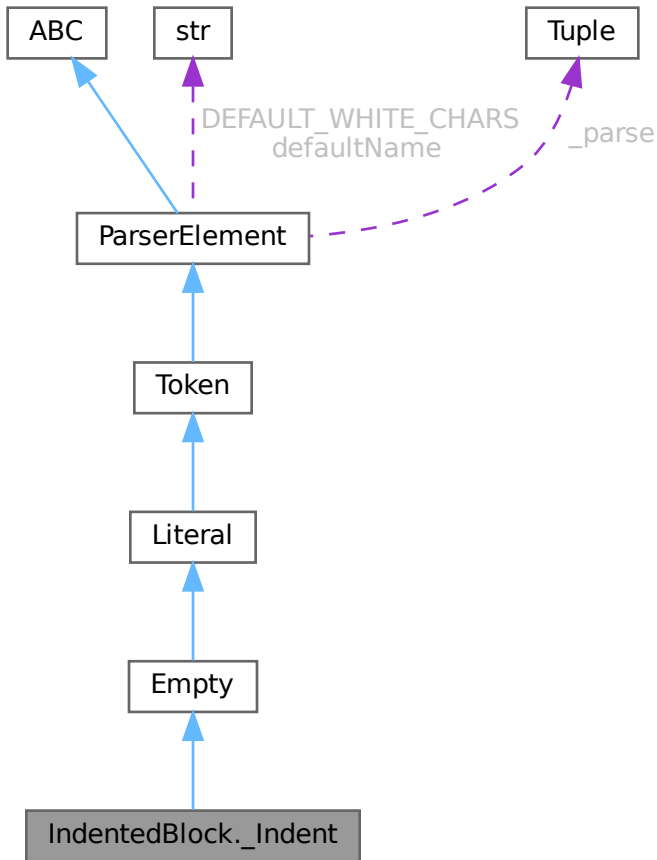 ABC
str
Tuple
DEFAULT_WHITE_CHARS
defaultName
_parse
ParserElement
Token
Literal
Empty
IndentedBlock._Indent